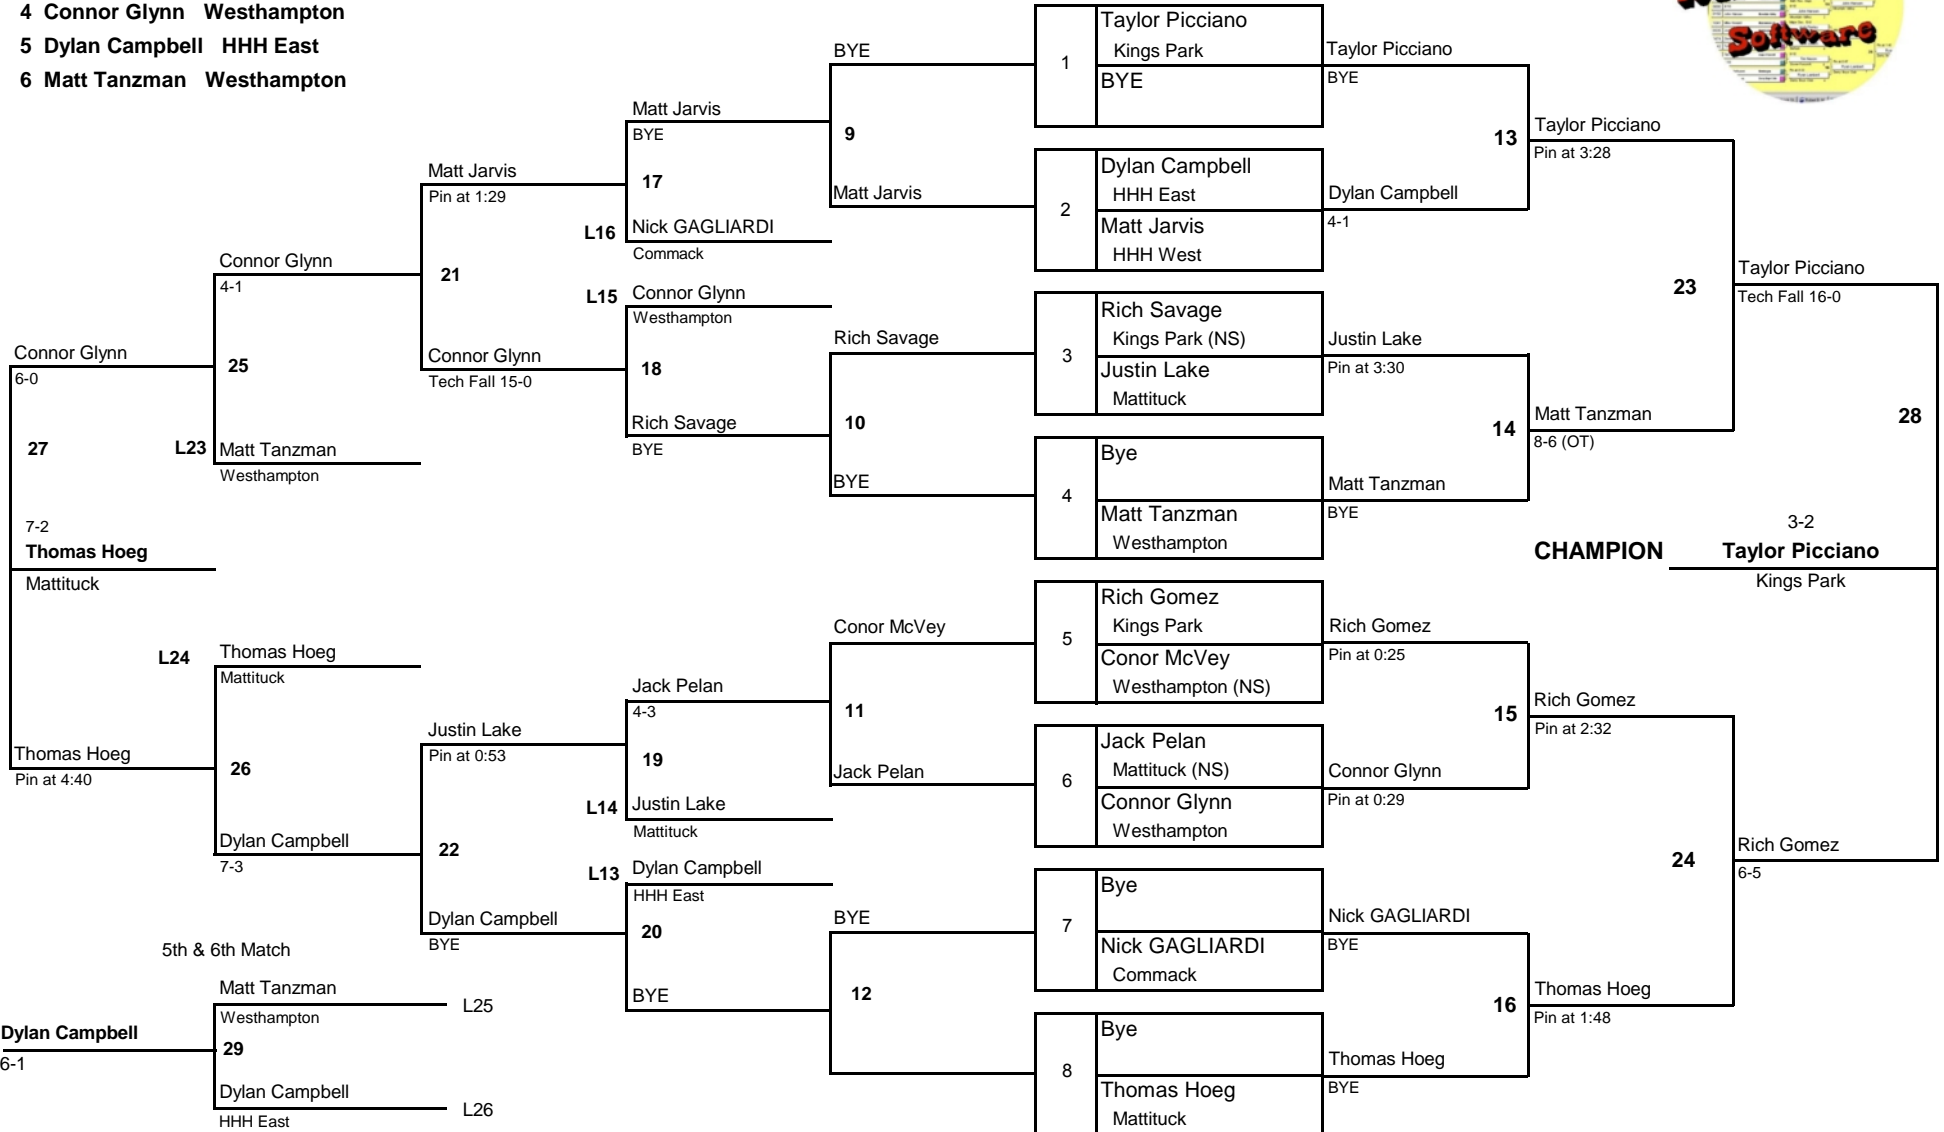 4 Connor Glynn Westhampton
5 Dylan Campbell HHH East
6 Matt Tanzman Westhampton
Software
BYE
Matt Jarvis
BYE
9
Matt Jarvis
17
Matt Jarvis
Pin at 1:29
L16
Nick GAGLIARDI
Commack
Connor Glynn
4-1
21
L15
Connor Glynn
Westhampton
Rich Savage
Connor Glynn
6-0
25
Connor Glynn
Tech Fall 15-0
18
Rich Savage
BYE
10
BYE
27
L23
Matt Tanzman
Westhampton
7-2
Thomas Hoeg
Mattituck
1
Taylor Picciano
Kings Park
BYE
Taylor Picciano
BYE
2
Dylan Campbell
HHH East
Matt Jarvis
HHH West
Dylan Campbell
4-1
13
Taylor Picciano
Pin at 3:28
3
Rich Savage
Kings Park (NS)
Justin Lake
Mattituck
Justin Lake
Pin at 3:30
4
Bye
Matt Tanzman
Westhampton
Matt Tanzman
BYE
14
Matt Tanzman
8-6 (OT)
23
Taylor Picciano
Tech Fall 16-0
28
3-2
CHAMPION
Taylor Picciano
Kings Park
L24
Thomas Hoeg
Mattituck
Thomas Hoeg
Pin at 4:40
26
Dylan Campbell
7-3
Justin Lake
Pin at 0:53
22
Dylan Campbell
BYE
Jack Pelan
4-3
19
L14
Justin Lake
Mattituck
L13
Dylan Campbell
HHH East
20
BYE
Conor McVey
11
Jack Pelan
BYE
12
5
Rich Gomez
Kings Park
Conor McVey
Westhampton (NS)
Rich Gomez
Pin at 0:25
6
Jack Pelan
Mattituck (NS)
Connor Glynn
Westhampton
Connor Glynn
Pin at 0:29
15
Rich Gomez
Pin at 2:32
7
Bye
Nick GAGLIARDI
Commack
Nick GAGLIARDI
BYE
8
Bye
Thomas Hoeg
Mattituck
Thomas Hoeg
BYE
16
Thomas Hoeg
Pin at 1:48
24
Rich Gomez
6-5
5th & 6th Match
Matt Tanzman
Westhampton
L25
Dylan Campbell
6-1
29
Dylan Campbell
HHH East
L26